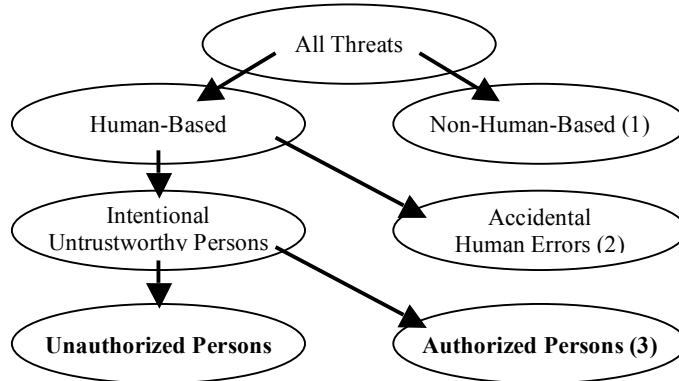 All Threats
Human-Based
Non-Human-Based (1)
Intentional
Untrustworthy Persons
Accidental
Human Errors (2)
Unauthorized Persons
Authorized Persons (3)